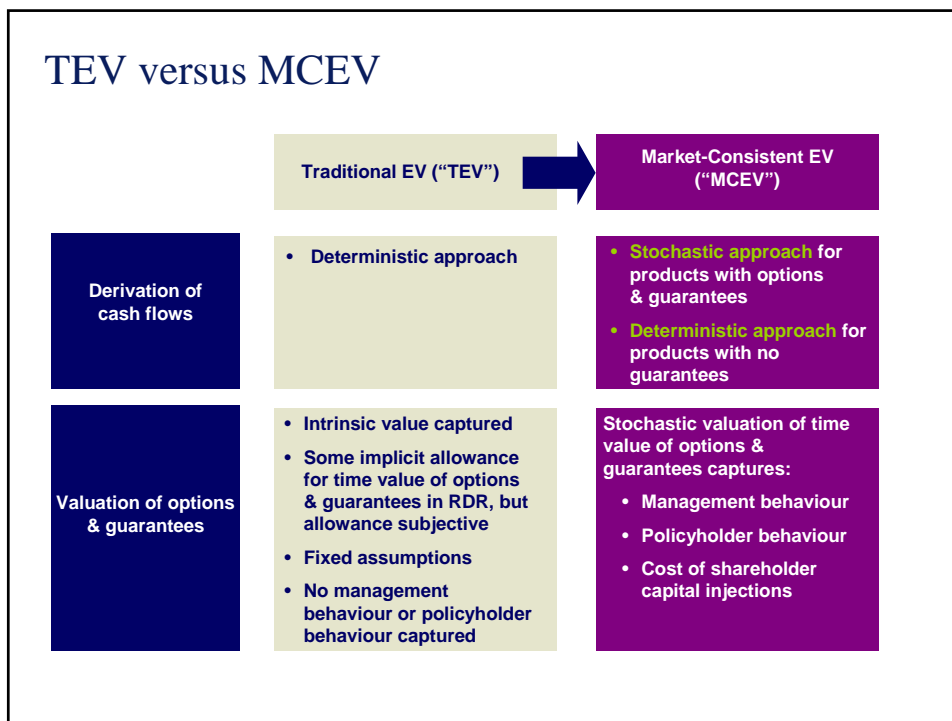 TEV versus MCEV
Traditional EV (“TEV”)
Market-Consistent EV
(“MCEV”)
Derivation of
cash flows
• Deterministic approach
• Stochastic approach for
products with options
& guarantees
• Deterministic approach for
products with no
guarantees
Valuation of options
& guarantees
• Intrinsic value captured
• Some implicit allowance
for time value of options
& guarantees in RDR, but
allowance subjective
• Fixed assumptions
• No management
behaviour or policyholder
behaviour captured
Stochastic valuation of time
value of options &
guarantees captures:
• Management behaviour
• Policyholder behaviour
• Cost of shareholder
capital injections